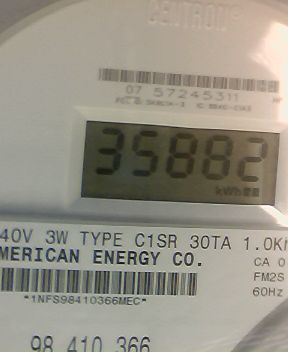 CENTRON®
07 57245311
35882
kWh
40V 3W TYPE C1SR 30TA 1.0Kh
MERICAN ENERGY CO.
CA 0
FM2S
60Hz
*1NFS98410366MEC*
98 410 366